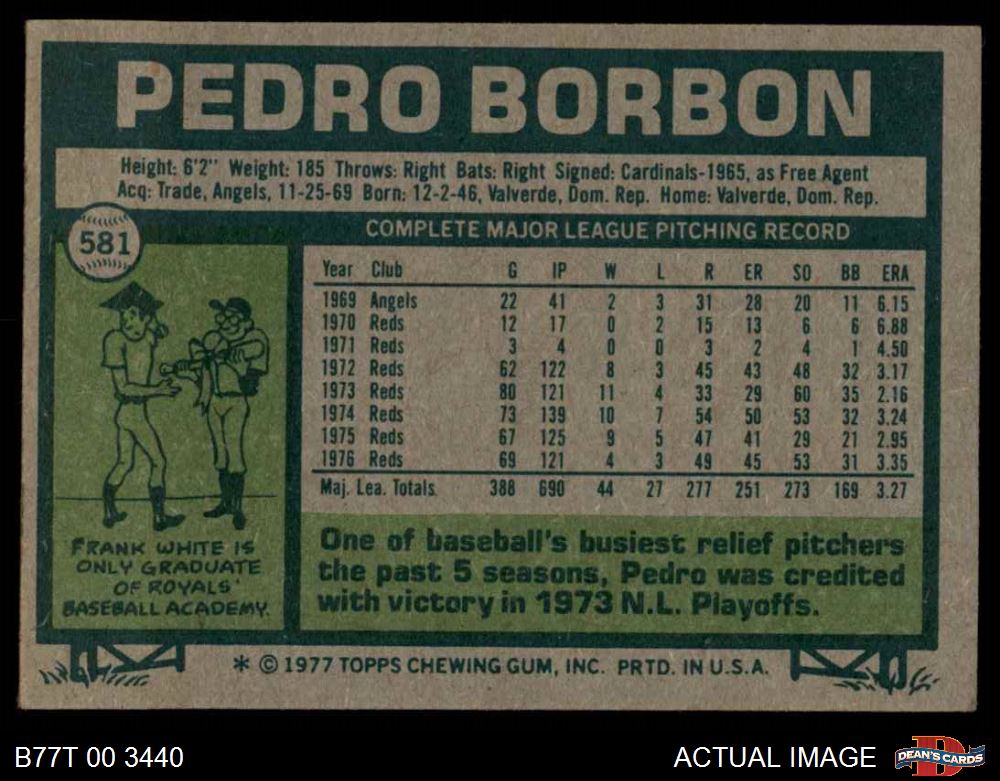 PEDRO BORBON
Height: 6'2" Weight: 185 Throws: Right Bats: Right Signed: Cardinals-1965, as Free Agent
Acq: Trade, Angels, 11-25-69 Born: 12-2-46, Valverde, Dom. Rep. Home: Valverde, Dom. Rep.
581
COMPLETE MAJOR LEAGUE PITCHING RECORD
Year Club G IP W L R ER SO BB ERA
1969 Angels 22 41 2 3 31 28 20 11 6.15
1970 Reds 12 17 0 2 15 13 6 6 6.88
1971 Reds 3 4 0 0 3 2 4 1 4.50
1972 Reds 62 122 8 3 45 43 48 32 3.17
1973 Reds 80 121 11 4 33 29 60 35 2.16
1974 Reds 73 139 10 7 54 50 53 32 3.24
1975 Reds 67 125 9 5 47 41 29 21 2.95
1976 Reds 69 121 4 3 49 45 53 31 3.35
Maj. Lea. Totals 388 690 44 27 277 251 273 169 3.27
FRANK WHITE IS
ONLY GRADUATE
OF ROYALS'
BASEBALL ACADEMY.
One of baseball's busiest relief pitchers
the past 5 seasons, Pedro was credited
with victory in 1973 N.L. Playoffs.
* © 1977 TOPPS CHEWING GUM, INC. PRTD. IN U.S.A.
B77T 00 3440
ACTUAL IMAGE
D
DEAN'S CARDS